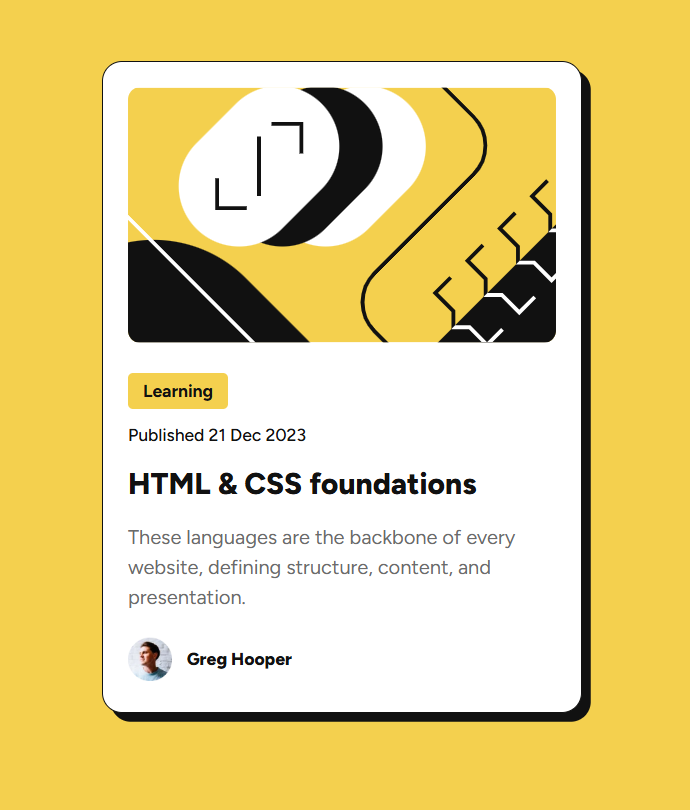 Learning
Published 21 Dec 2023
HTML & CSS foundations
These languages are the backbone of every
website, defining structure, content, and
presentation.
Greg Hooper